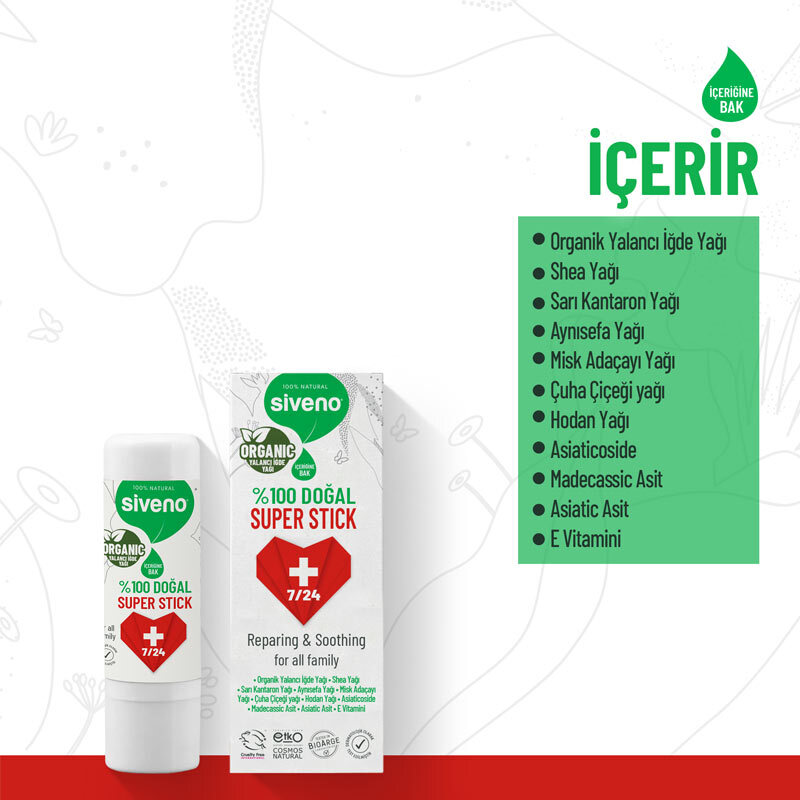 İÇERİĞİNE
BAK
İÇERİR
Organik Yalancı İğde Yağı
Shea Yağı
Sarı Kantaron Yağı
Aynısefa Yağı
Misk Adaçayı Yağı
Çuha Çiçeği yağı
Hodan Yağı
Asiaticoside
Madecassic Asit
Asiatic Asit
E Vitamini
100% NATURAL
siveno
ORGANIC
YALANCI İĞDE
YAĞI
İÇERİĞİNE
BAK
%100 DOĞAL
SUPER STICK
7/24
Reparing & Soothing
for all family
• Organik Yalancı İğde Yağı • Shea Yağı
• Sarı Kantaron Yağı • Aynısefa Yağı • Misk Adaçayı
Yağı • Çuha Çiçeği yağı • Hodan Yağı • Asiaticoside
• Madecassic Asit • Asiatic Asit • E Vitamini
Cruelty Free
etko
COSMOS
NATURAL
BIOARGE
100% NATURAL
siveno
ORGANIC
YALANCI İĞDE
YAĞI
İÇERİĞİNE
BAK
%100 DOĞAL
SUPER STICK
7/24
all